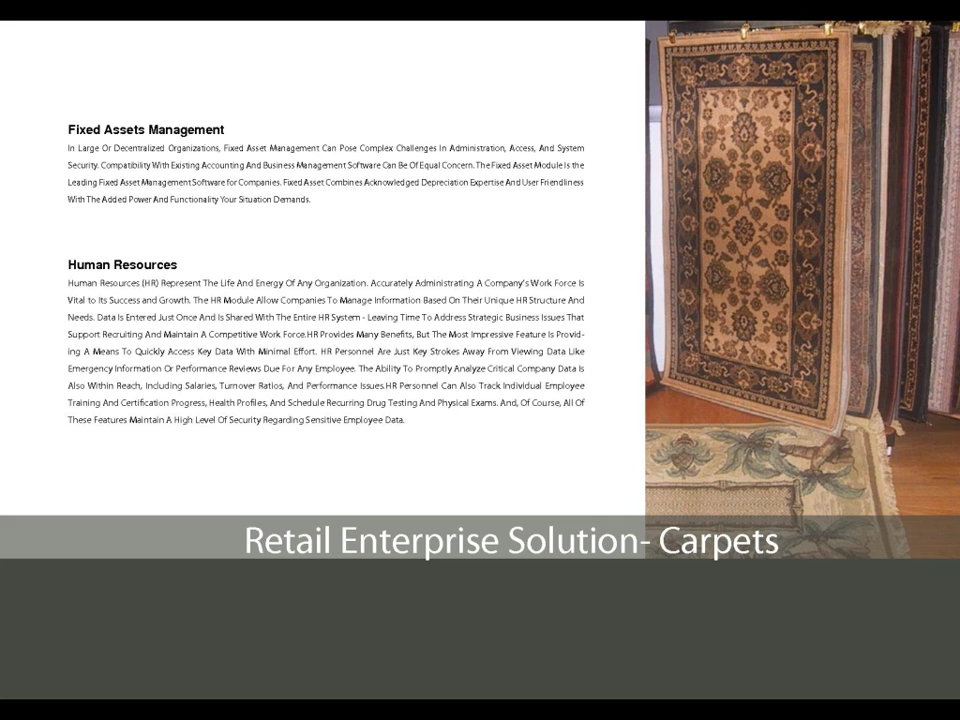 Fixed Assets Management
In Large Or Decentralized Organizations, Fixed Asset Management Can Pose Complex Challenges In Administration, Access, And System
Security. Compatibility With Existing Accounting And Business Management Software Can Be Of Equal Concern. The Fixed Asset Module Is the
Leading Fixed Asset Management Software for Companies. Fixed Asset Combines Acknowledged Depreciation Expertise And User Friendliness
With The Added Power And Functionality Your Situation Demands.
Human Resources
Human Resources (HR) Represent The Life And Energy Of Any Organization. Accurately Administrating A Company's Work Force Is
Vital to Its Success and Growth. The HR Module Allow Companies To Manage Information Based On Their Unique HR Structure And
Needs. Data Is Entered Just Once And Is Shared With The Entire HR System - Leaving Time To Address Strategic Business Issues That
Support Recruiting And Maintain A Competitive Work Force.HR Provides Many Benefits, But The Most Impressive Feature Is Provid-
ing A Means To Quickly Access Key Data With Minimal Effort. HR Personnel Are Just Key Strokes Away From Viewing Data Like
Emergency Information Or Performance Reviews Due For Any Employee. The Ability To Promptly Analyze Critical Company Data Is
Also Within Reach, Including Salaries, Turnover Ratios, And Performance Issues.HR Personnel Can Also Track Individual Employee
Training And Certification Progress, Health Profiles, And Schedule Recurring Drug Testing And Physical Exams. And, Of Course, All Of
These Features Maintain A High Level Of Security Regarding Sensitive Employee Data.
Retail Enterprise Solution- Carpets